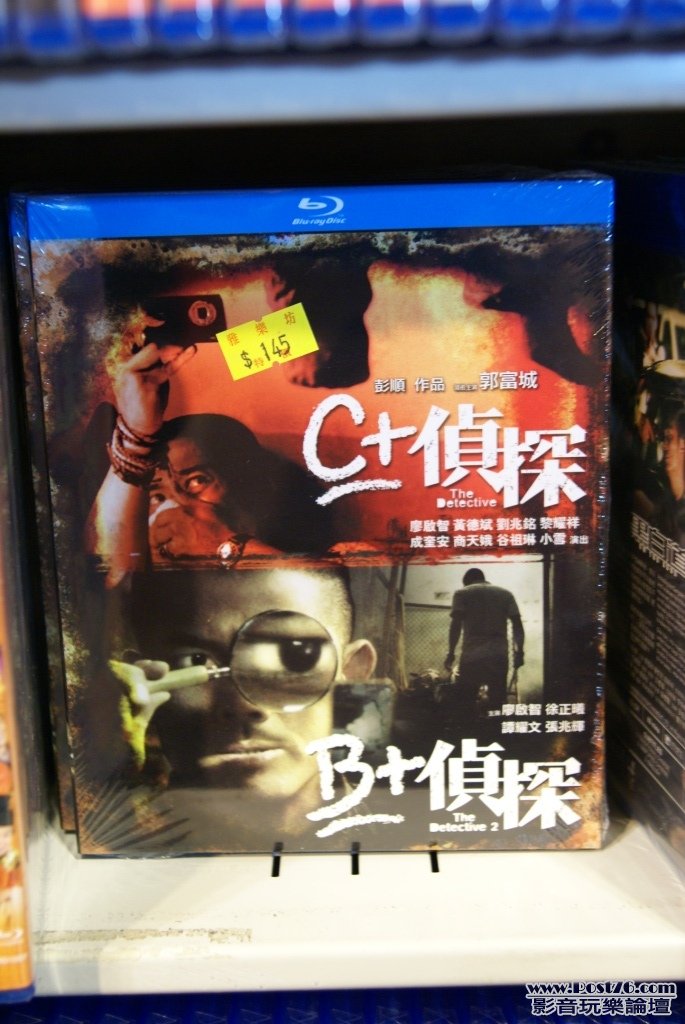 Blu-ray Disc
雅樂坊
$145
特
彭順 作品 郭富城
C+偵探
The
Detective
廖啟智 黃德斌 劉兆銘 黎耀祥
成奎安 商天娥 谷祖琳 小雪 演出
主演 廖啟智 徐正曦
譚耀文 張兆輝
B+偵探
The
Detective 2
www.Post76.com
影音玩樂論壇